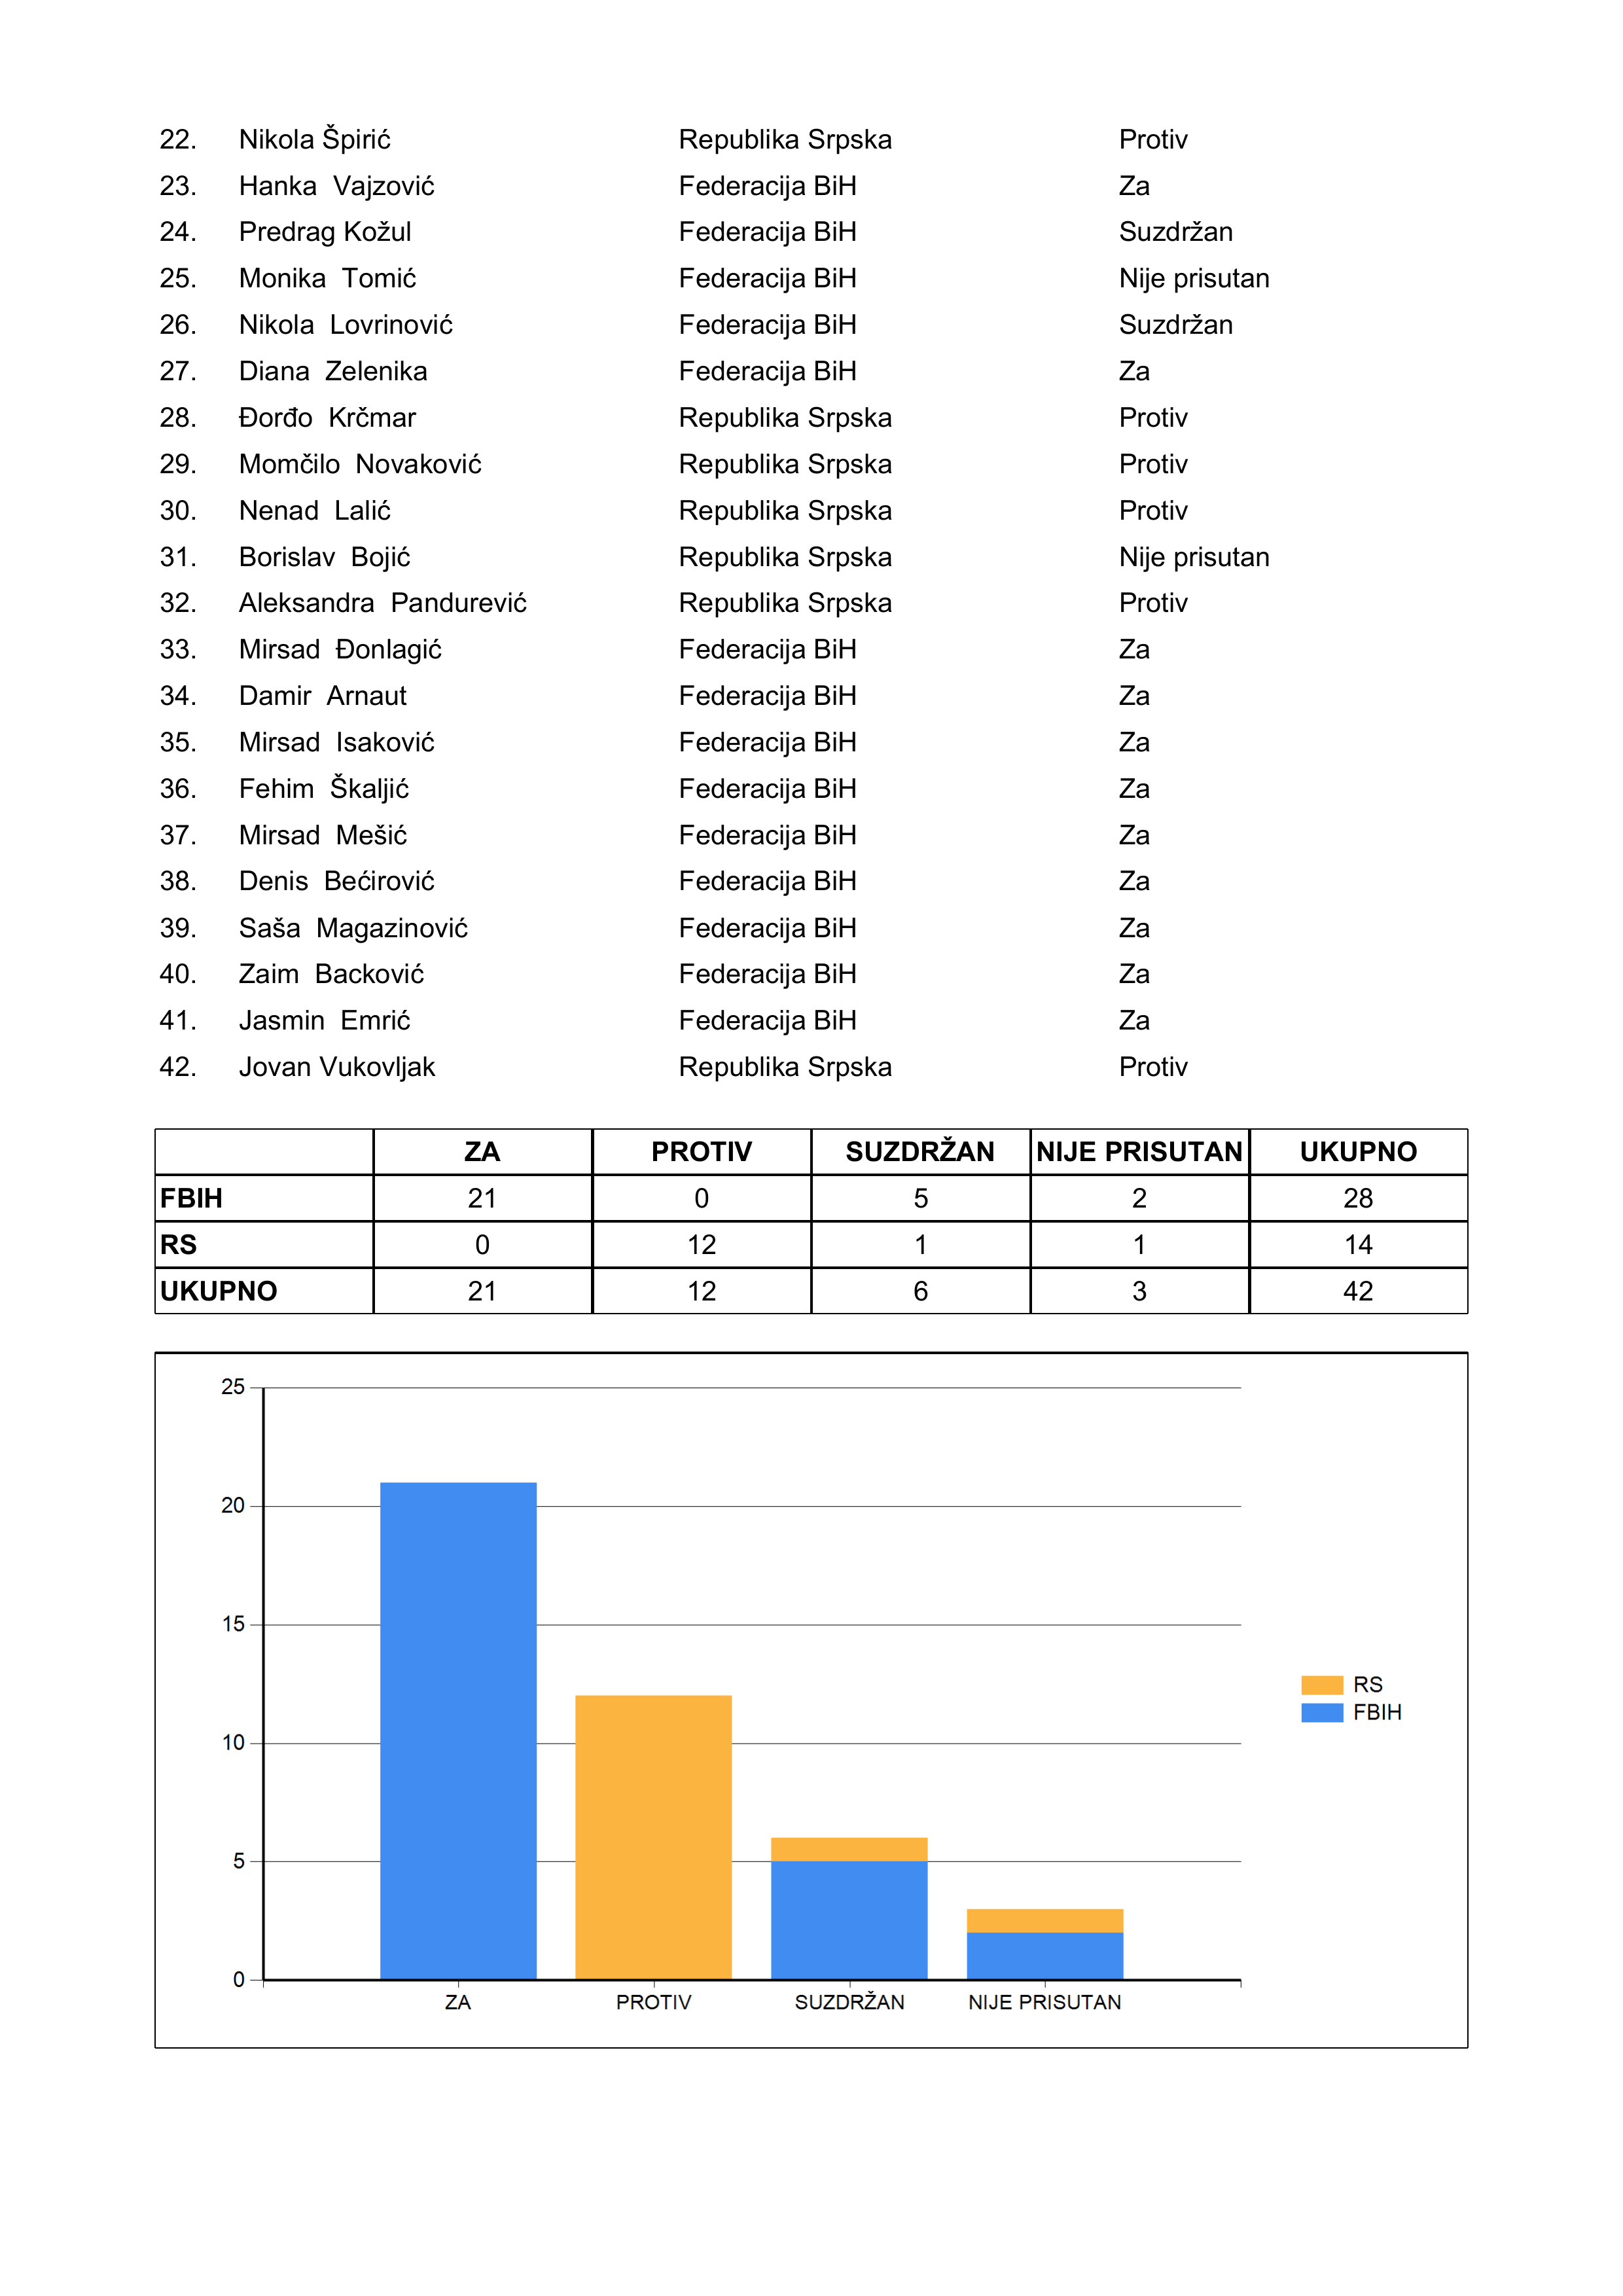 22. Nikola Špirić Republika Srpska Protiv
23. Hanka Vajzović Federacija BiH Za
24. Predrag Kožul Federacija BiH Suzdržan
25. Monika Tomić Federacija BiH Nije prisutan
26. Nikola Lovrinović Federacija BiH Suzdržan
27. Diana Zelenika Federacija BiH Za
28. Đorđo Krčmar Republika Srpska Protiv
29. Momčilo Novaković Republika Srpska Protiv
30. Nenad Lalić Republika Srpska Protiv
31. Borislav Bojić Republika Srpska Nije prisutan
32. Aleksandra Pandurević Republika Srpska Protiv
33. Mirsad Đonlagić Federacija BiH Za
34. Damir Arnaut Federacija BiH Za
35. Mirsad Isaković Federacija BiH Za
36. Fehim Škaljić Federacija BiH Za
37. Mirsad Mešić Federacija BiH Za
38. Denis Bećirović Federacija BiH Za
39. Saša Magazinović Federacija BiH Za
40. Zaim Backović Federacija BiH Za
41. Jasmin Emrić Federacija BiH Za
42. Jovan Vukovljak Republika Srpska Protiv
ZA PROTIV SUZDRŽAN NIJE PRISUTAN UKUPNO
FBIH 21 0 5 2 28
RS 0 12 1 1 14
UKUPNO 21 12 6 3 42
25
20
15
10
5
0
ZA PROTIV SUZDRŽAN NIJE PRISUTAN
RS
FBIH